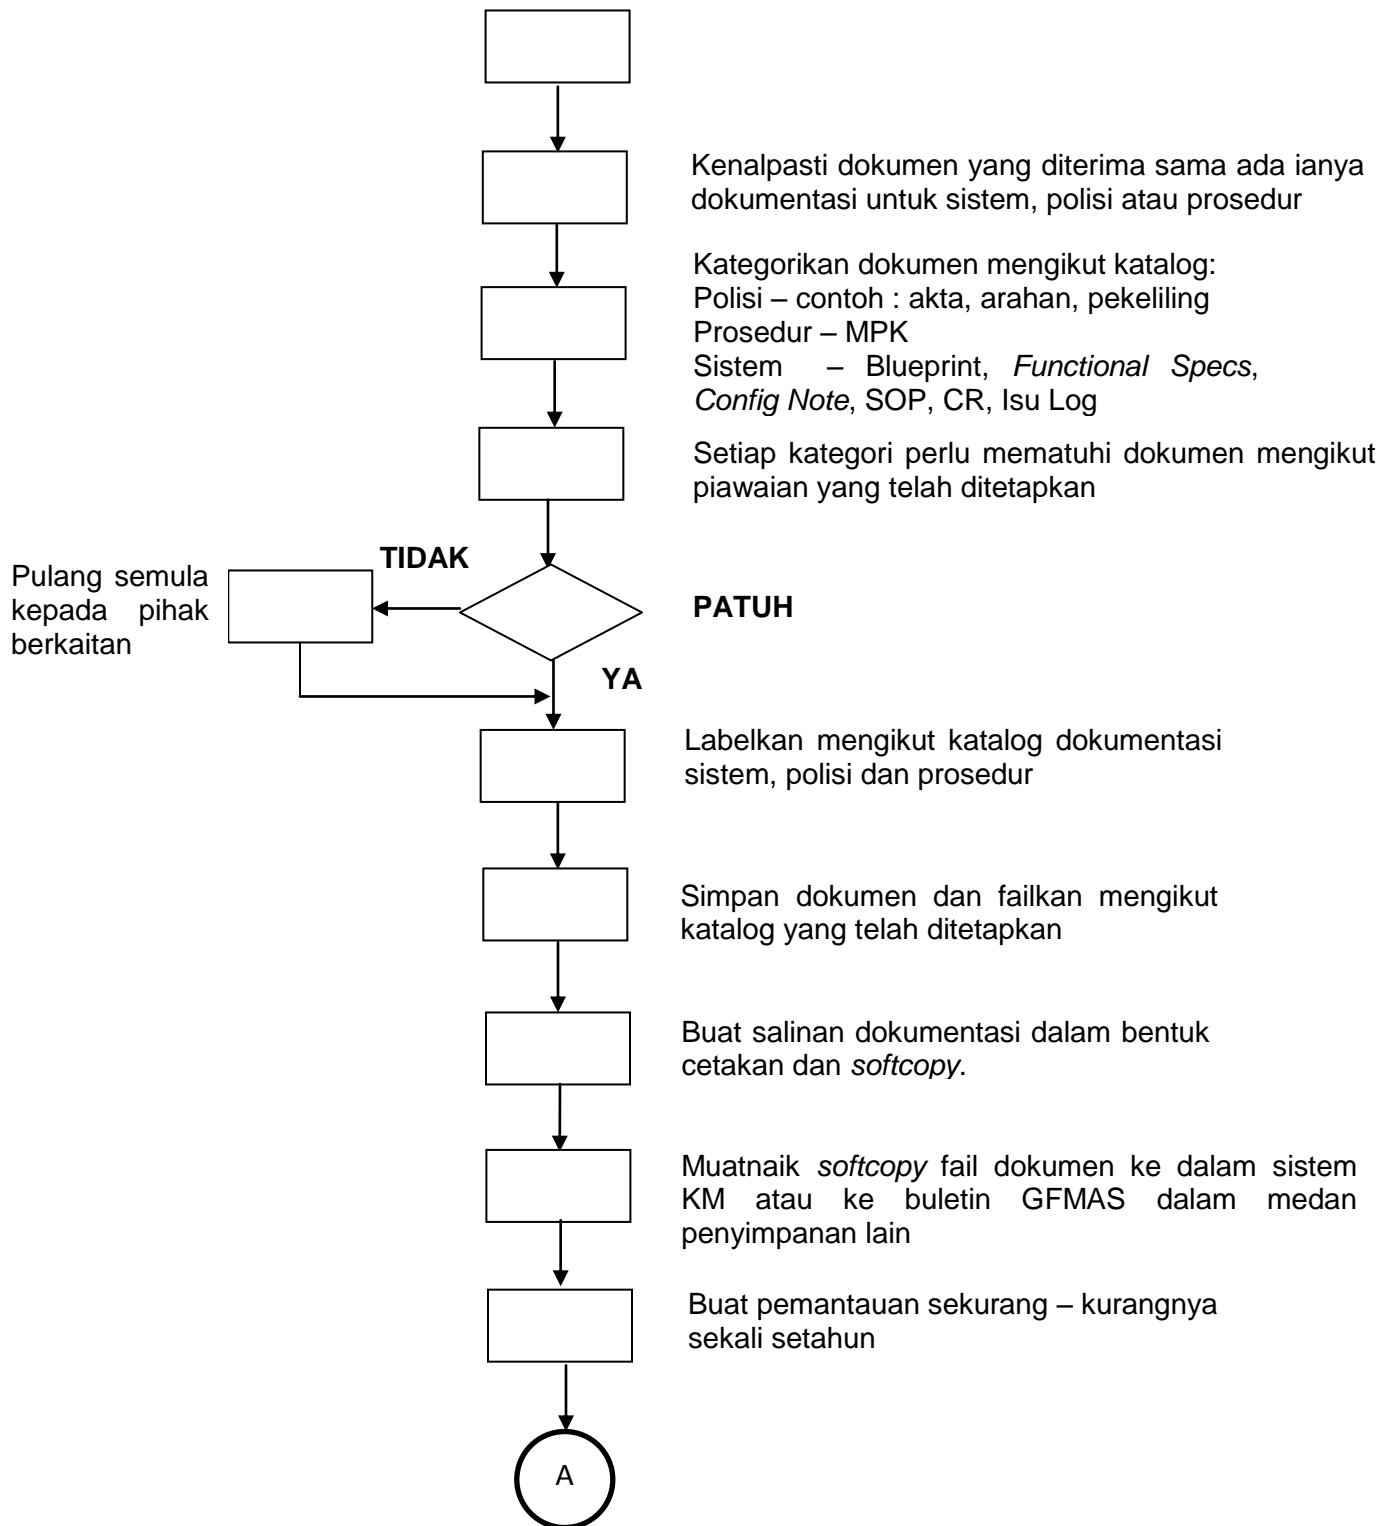 Kenalpasti dokumen yang diterima sama ada ianya
dokumentasi untuk sistem, polisi atau prosedur
Kategorikan dokumen mengikut katalog:
Polisi – contoh : akta, arahan, pekeliling
Prosedur – MPK
Sistem – Blueprint, Functional Specs,
Config Note, SOP, CR, Isu Log
Setiap kategori perlu mematuhi dokumen mengikut
piawaian yang telah ditetapkan
TIDAK
Pulang semula
kepada pihak
berkaitan
PATUH
YA
Labelkan mengikut katalog dokumentasi
sistem, polisi dan prosedur
Simpan dokumen dan failkan mengikut
katalog yang telah ditetapkan
Buat salinan dokumentasi dalam bentuk
cetakan dan softcopy.
Muatnaik softcopy fail dokumen ke dalam sistem
KM atau ke buletin GFMAS dalam medan
penyimpanan lain
Buat pemantauan sekurang – kurangnya
sekali setahun
A